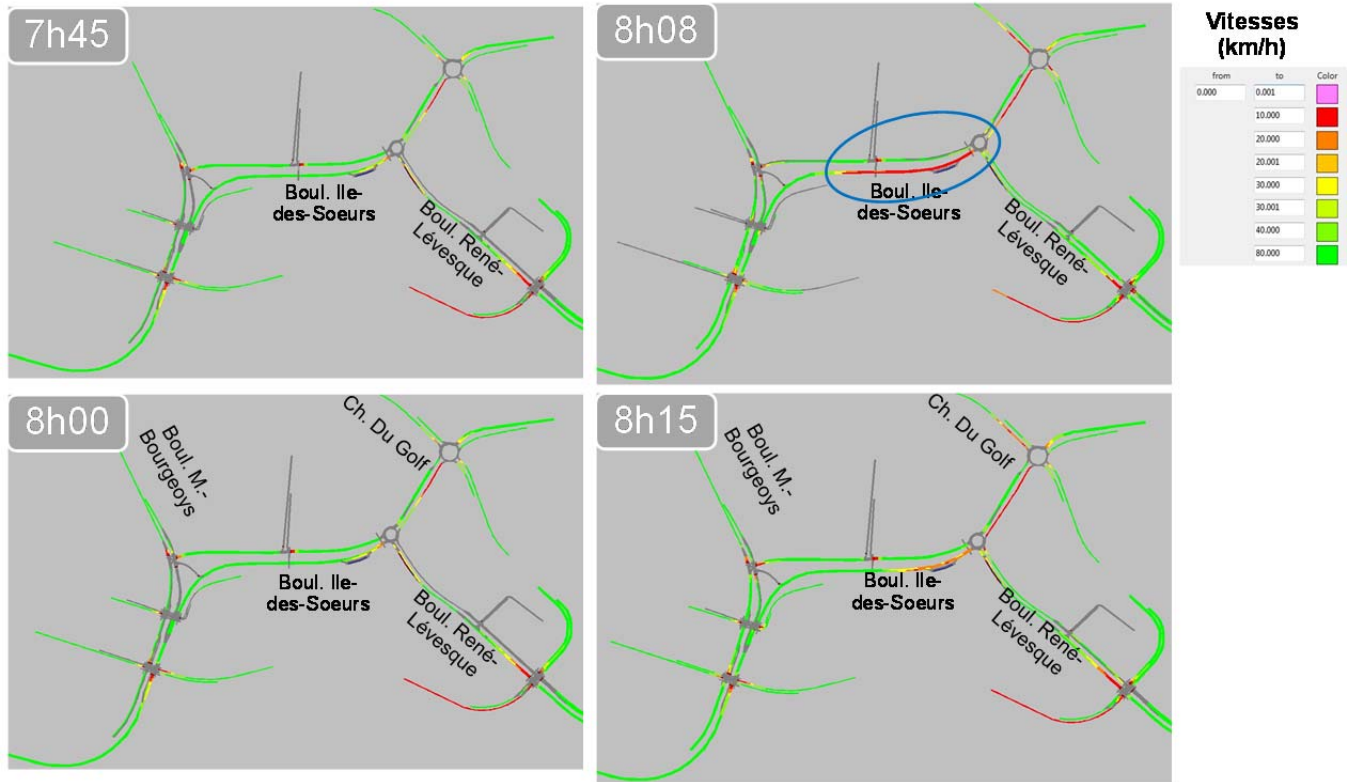 7h45
Boul. Ile-
des-Soeurs
Boul. René-
Lévesque
8h08
Boul. Ile-
des-Soeurs
Boul. René-
Lévesque
Vitesses
(km/h)
from to Color
0.000 0.001
10.000
20.000
20.001
30.000
30.001
40.000
80.000
8h00
Boul. M.-
Bourgeoys
Ch. Du Golf
Boul. Ile-
des-Soeurs
Boul. René-
Lévesque
8h15
Boul. M.-
Bourgeoys
Ch. Du Golf
Boul. Ile-
des-Soeurs
Boul. René-
Lévesque